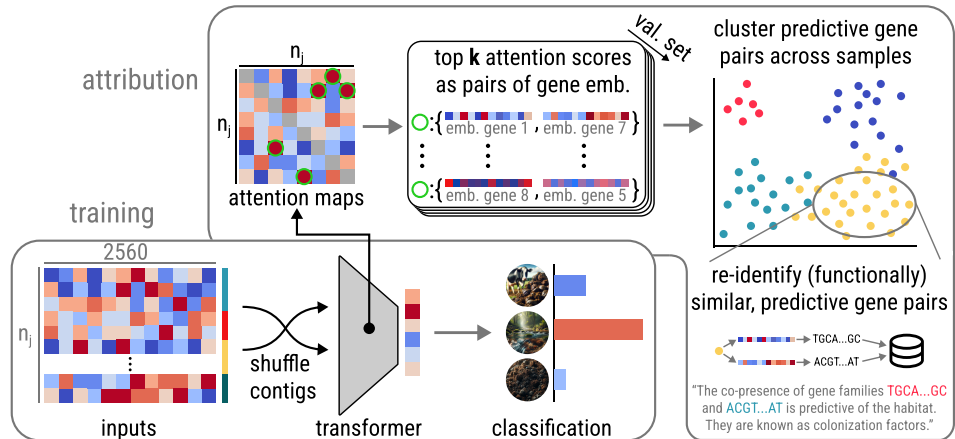 attribution
n_j
n_j
attention maps
top k attention scores
as pairs of gene emb.
:{ , }
emb. gene 1 emb. gene 7
:{ , }
emb. gene 8 emb. gene 5
val. set
cluster predictive gene
pairs across samples
re-identify (functionally)
similar, predictive gene pairs
TGCA...GC
ACGT...AT
"The co-presence of gene families TGCA...GC
and ACGT...AT is predictive of the habitat.
They are known as colonization factors."
training
2560
n_j
inputs
shuffle
contigs
transformer
classification